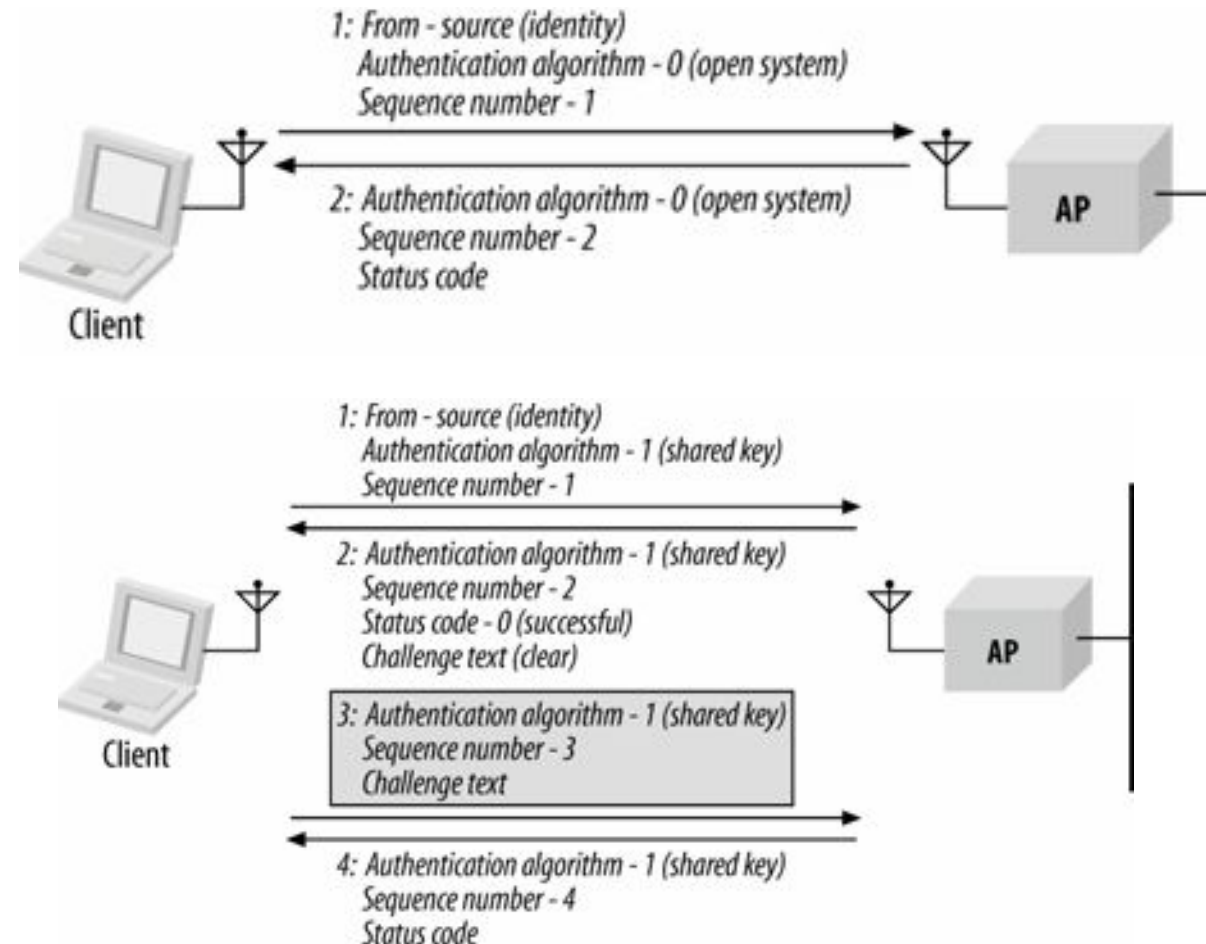 1: From - source (identity)
Authentication algorithm - 0 (open system)
Sequence number - 1
2: Authentication algorithm - 0 (open system)
Sequence number - 2
Status code
Client
AP
1: From - source (identity)
Authentication algorithm - 1 (shared key)
Sequence number - 1
2: Authentication algorithm - 1 (shared key)
Sequence number - 2
Status code - 0 (successful)
Challenge text (clear)
3: Authentication algorithm - 1 (shared key)
Sequence number - 3
Challenge text
4: Authentication algorithm - 1 (shared key)
Sequence number - 4
Status code
Client
AP